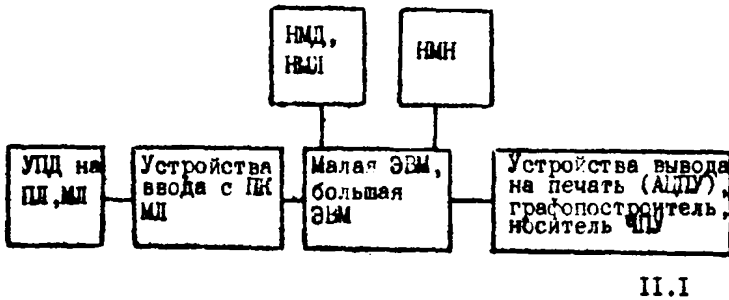 НМД,
НМЛ
НМН
УПД на
ПЛ,МЛ
Устройства
ввода с ПК
МЛ
Малая ЭВМ,
большая
ЭВМ
Устройства вывода
на печать (АЦПУ),
графопостроитель,
носитель ЧПУ
II.I